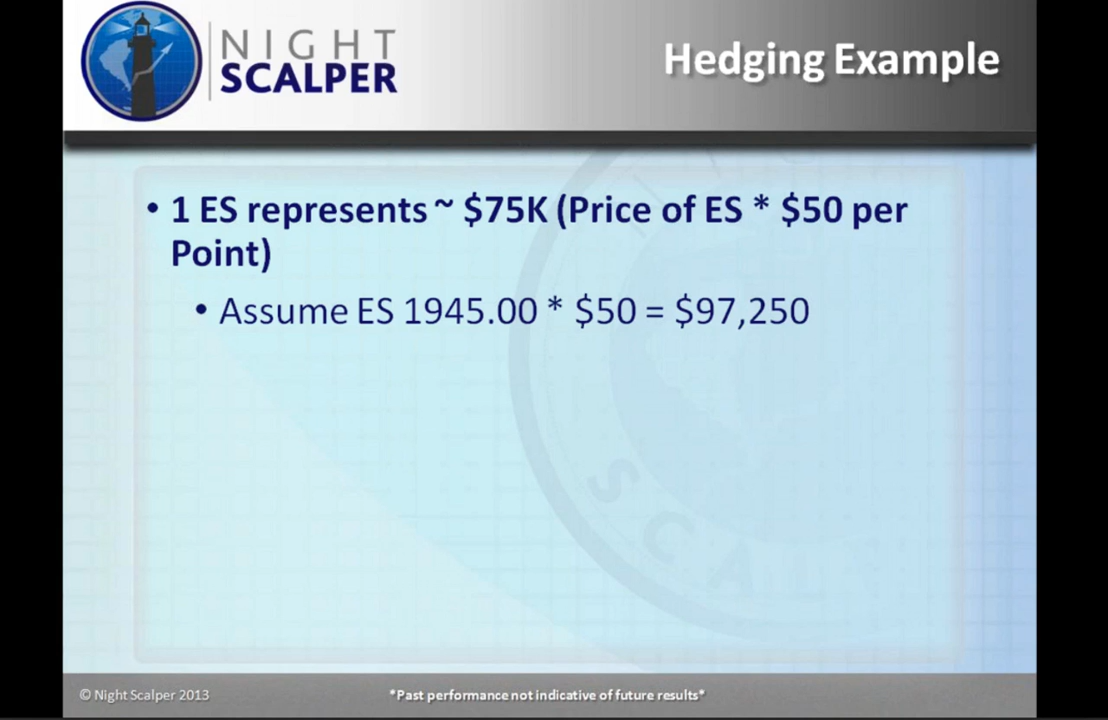 NIGHT
SCALPER
Hedging Example
• 1 ES represents ~ $75K (Price of ES * $50 per
Point)
• Assume ES 1945.00 * $50 = $97,250
SCAL
© Night Scalper 2013
*Past performance not indicative of future results*